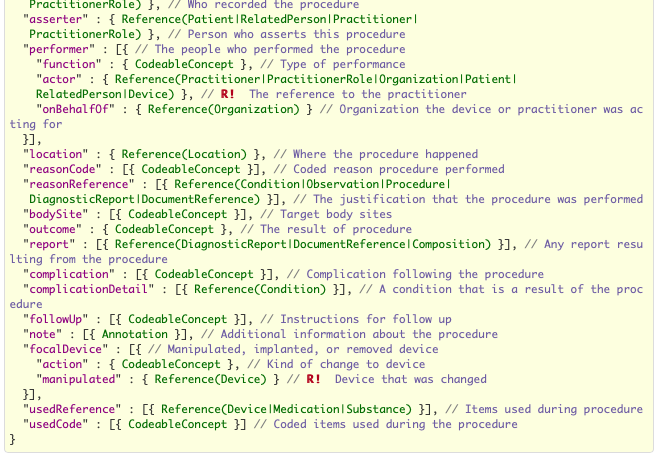 PractitionerRole) }, // Who recorded the procedure
"asserter" : { Reference(Patient|RelatedPerson|Practitioner|
PractitionerRole) }, // Person who asserts this procedure
"performer" : [{ // The people who performed the procedure
"function" : { CodeableConcept }, // Type of performance
"actor" : { Reference(Practitioner|PractitionerRole|Organization|Patient|
RelatedPerson|Device) }, // R!  The reference to the practitioner
"onBehalfOf" : { Reference(Organization) } // Organization the device or practitioner was ac
ting for
}],
"location" : { Reference(Location) }, // Where the procedure happened
"reasonCode" : [{ CodeableConcept }], // Coded reason procedure performed
"reasonReference" : [{ Reference(Condition|Observation|Procedure|
DiagnosticReport|DocumentReference) }], // The justification that the procedure was performed
"bodySite" : [{ CodeableConcept }], // Target body sites
"outcome" : { CodeableConcept }, // The result of procedure
"report" : [{ Reference(DiagnosticReport|DocumentReference|Composition) }], // Any report resu
lting from the procedure
"complication" : [{ CodeableConcept }], // Complication following the procedure
"complicationDetail" : [{ Reference(Condition) }], // A condition that is a result of the proc
edure
"followUp" : [{ CodeableConcept }], // Instructions for follow up
"note" : [{ Annotation }], // Additional information about the procedure
"focalDevice" : [{ // Manipulated, implanted, or removed device
"action" : { CodeableConcept }, // Kind of change to device
"manipulated" : { Reference(Device) } // R!  Device that was changed
}],
"usedReference" : [{ Reference(Device|Medication|Substance) }], // Items used during procedure
"usedCode" : [{ CodeableConcept }] // Coded items used during the procedure
}